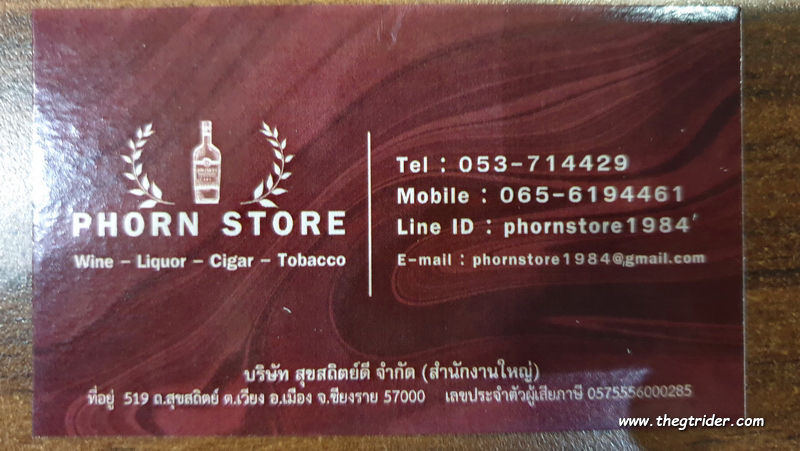 PHORN STORE
Wine – Liquor – Cigar – Tobacco
Tel : 053-714429
Mobile : 065-6194461
Line ID : phornstore1984
E-mail : phornstore1984@gmail.com
บริษัท สุขสถิตย์ดี จำกัด (สำนักงานใหญ่)
ที่อยู่ 519 ถ.สุขสถิตย์ ต.เวียง อ.เมือง จ.เชียงราย 57000 เลขประจำตัวผู้เสียภาษี 0575556000285
www.thegtrider.com